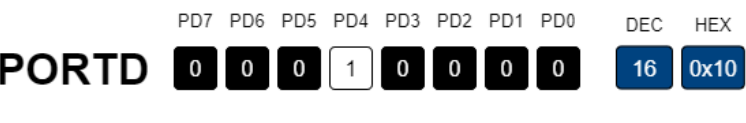 PD7 PD6 PD5 PD4 PD3 PD2 PD1 PD0 DEC HEX
PORTD 0 0 0 1 0 0 0 0 16 0x10